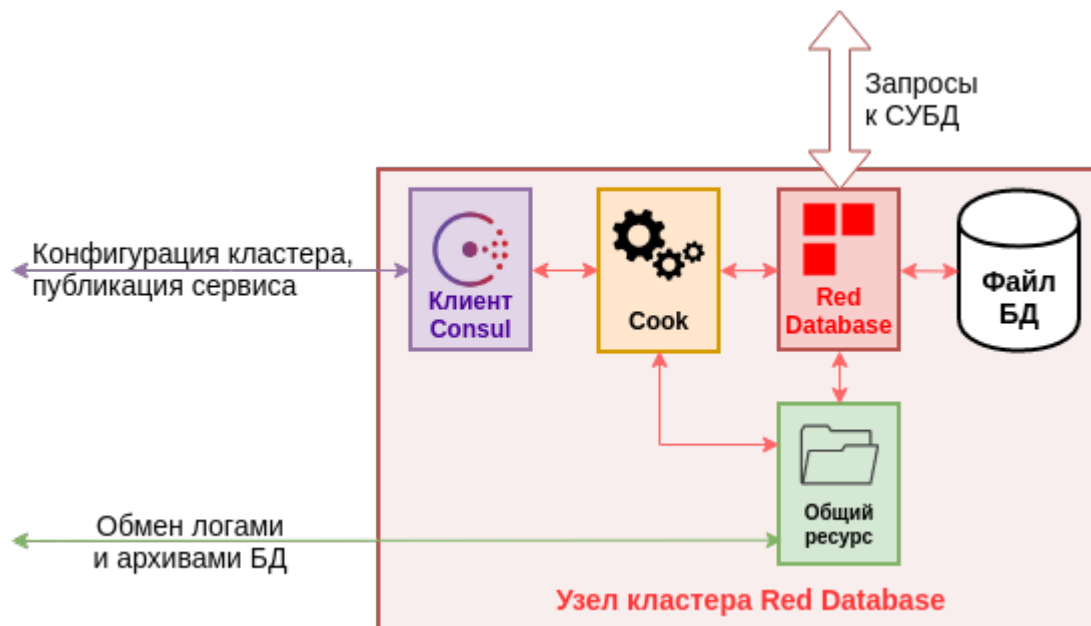 Запросы
к СУБД
Конфигурация кластера,
публикация сервиса
Клиент
Consul
Cook
Red
Database
Файл
БД
Общий
ресурс
Обмен логами
и архивами БД
Узел кластера Red Database